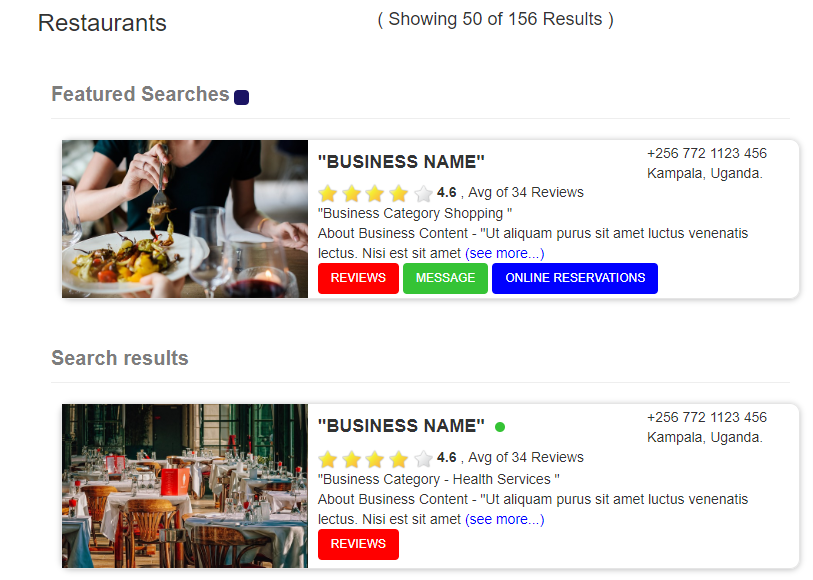 Restaurants
( Showing 50 of 156 Results )
Featured Searches
"BUSINESS NAME"
+256 772 1123 456
Kampala, Uganda.
4.6 , Avg of 34 Reviews
"Business Category Shopping "
About Business Content - "Ut aliquam purus sit amet luctus venenatis
lectus. Nisi est sit amet (see more...)
REVIEWS MESSAGE ONLINE RESERVATIONS
Search results
"BUSINESS NAME"
+256 772 1123 456
Kampala, Uganda.
4.6 , Avg of 34 Reviews
"Business Category - Health Services "
About Business Content - "Ut aliquam purus sit amet luctus venenatis
lectus. Nisi est sit amet (see more...)
REVIEWS